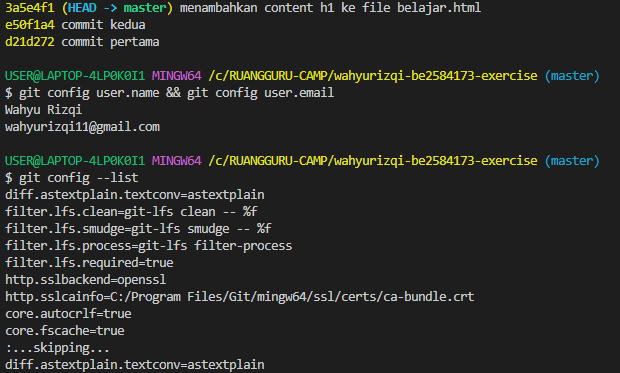 3a5e4f1 (HEAD -> master) menambahkan content h1 ke file belajar.html
e50f1a4 commit kedua
d21d272 commit pertama
USER@LAPTOP-4LP0K0I1 MINGW64 /c/RUANGGURU-CAMP/wahyurizqi-be2584173-exercise (master)
$ git config user.name && git config user.email
Wahyu Rizqi
wahyurizqi11@gmail.com
USER@LAPTOP-4LP0K0I1 MINGW64 /c/RUANGGURU-CAMP/wahyurizqi-be2584173-exercise (master)
$ git config --list
diff.astextplain.textconv=astextplain
filter.lfs.clean=git-lfs clean -- %f
filter.lfs.smudge=git-lfs smudge -- %f
filter.lfs.process=git-lfs filter-process
filter.lfs.required=true
http.sslbackend=openssl
http.sslcainfo=C:/Program Files/Git/mingw64/ssl/certs/ca-bundle.crt
core.autocrlf=true
core.fscache=true
:...skipping...
diff.astextplain.textconv=astextplain